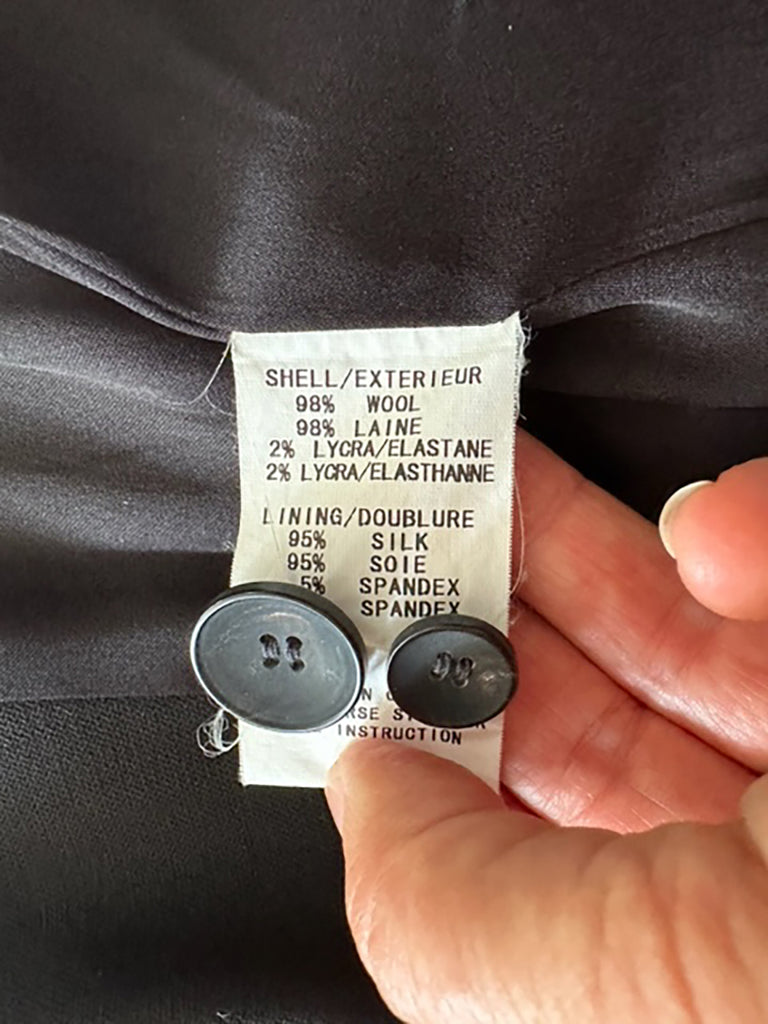 SHELL/EXTERIEUR
98% WOOL
98% LAINE
2% LYCRA/ELASTANE
2% LYCRA/ELASTHANNE
LINING/DOUBLURE
95% SILK
95% SOIE
5% SPANDEX
SPANDEX
INSTRUCTION